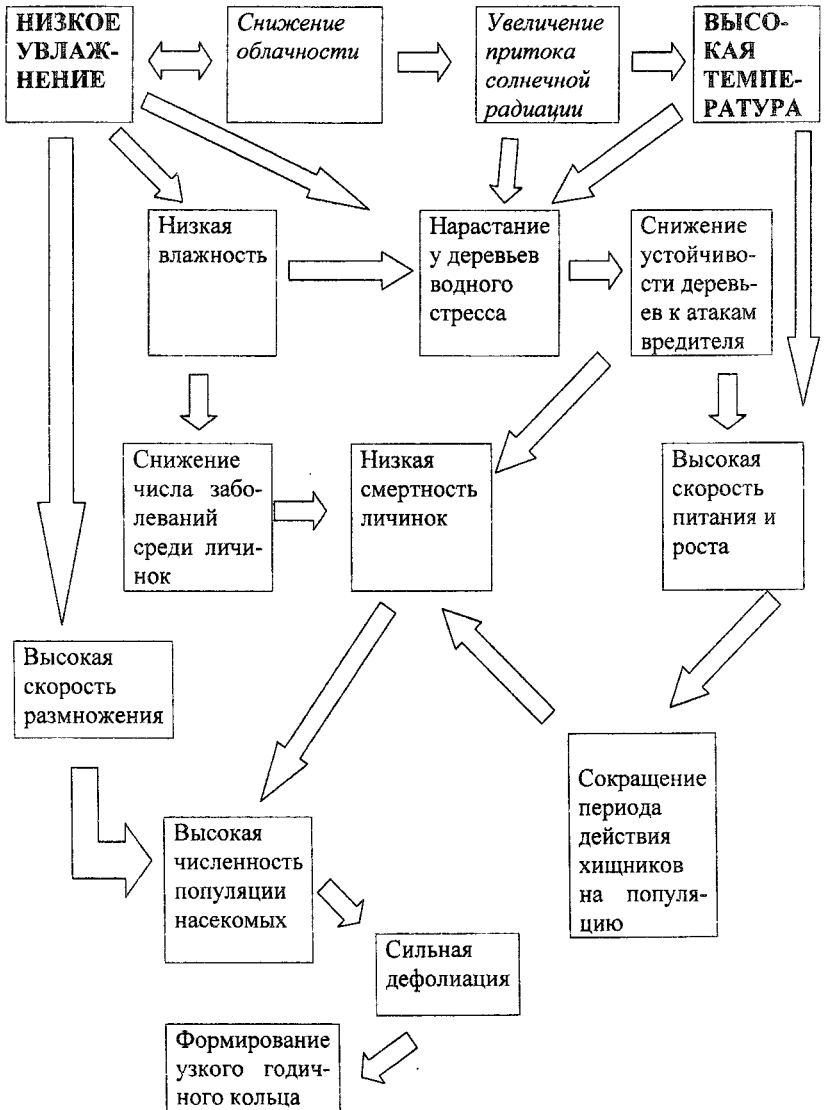 НИЗКОЕ
УВЛАЖ-
НЕНИЕ
Снижение
облачности
Увеличение
притока
солнечной
радиации
ВЫСО-
КАЯ
ТЕМПЕ-
РАТУРА
Низкая
влажность
Нарастание
у деревьев
водного
стресса
Снижение
устойчиво-
сти деревь-
ев к атакам
вредителя
Снижение
числа забо-
леваний
среди личи-
нок
Низкая
смертность
личинок
Высокая
скорость
питания и
роста
Высокая
скорость
размножения
Сокращение
периода
действия
хищников
на популя-
цию
Высокая
численность
популяции
насекомых
Сильная
дефолиация
Формирование
узкого годич-
ного кольца